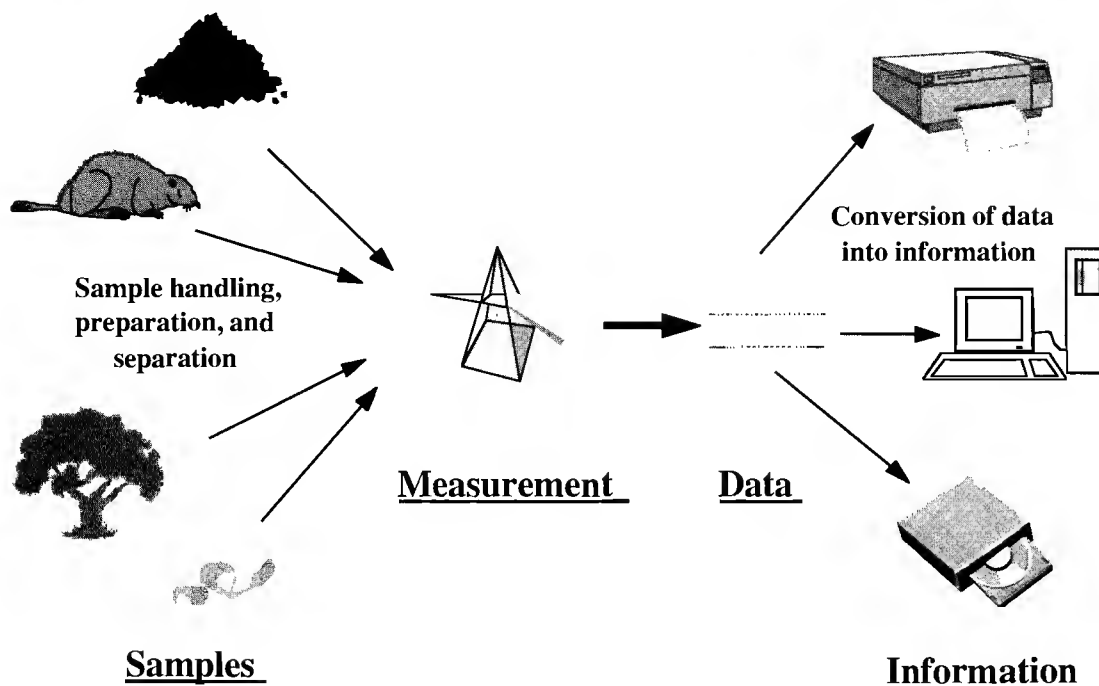 Conversion of data
into information
Sample handling,
preparation, and
separation
Measurement
Data
Samples
Information